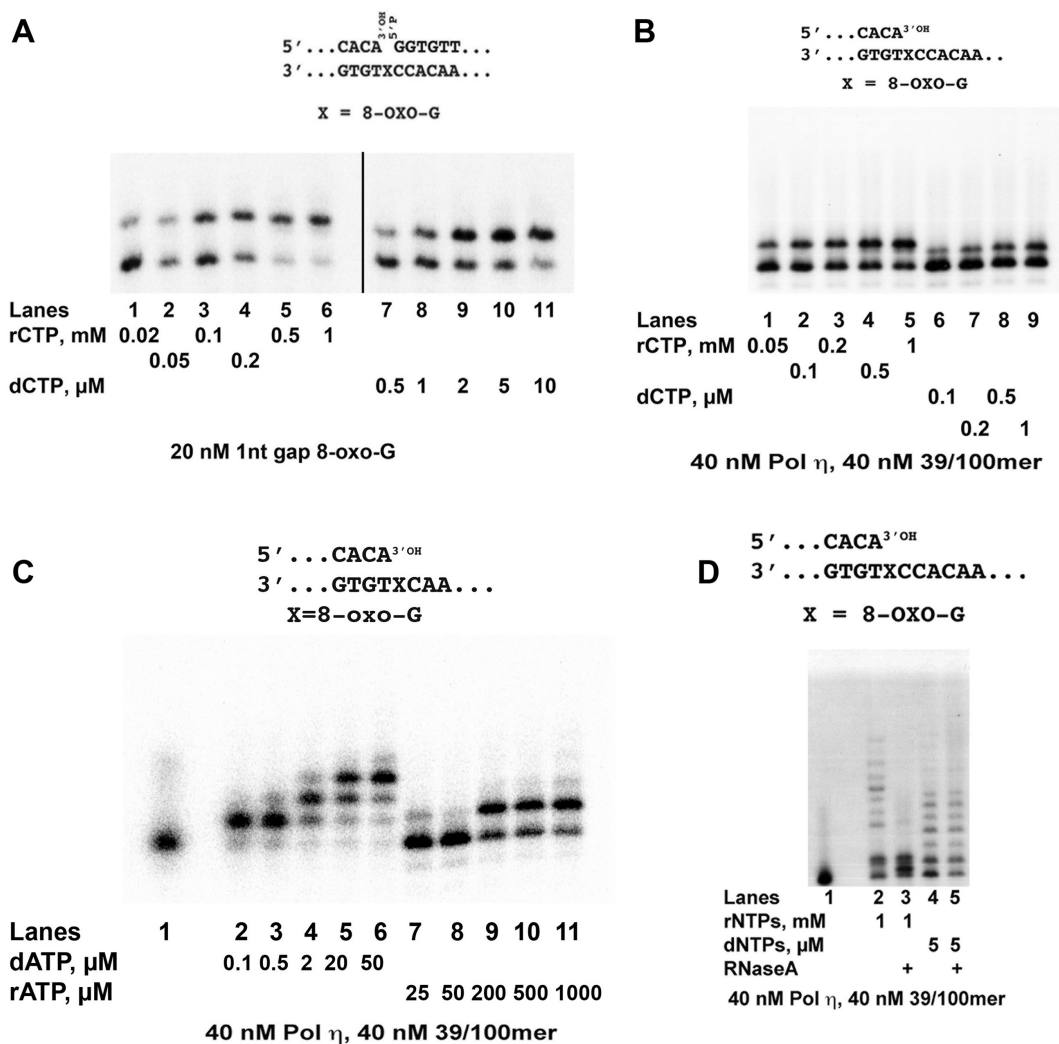 A
3'OH 5'P
5'...CACA GGTGTT...
3'...GTGTXCCACAA...
X = 8-OXO-G
Lanes 1 2 3 4 5 6 7 8 9 10 11
rCTP, mM 0.02 0.1 0.5 1
0.05 0.2
dCTP, µM 0.5 1 2 5 10
20 nM 1nt gap 8-oxo-G
B
5'...CACA3'OH
3'...GTGTXCCACAA..
X = 8-OXO-G
Lanes 1 2 3 4 5 6 7 8 9
rCTP, mM 0.05 0.2 1
0.1 0.5
dCTP, µM 0.1 0.5
0.2 1
40 nM Pol η, 40 nM 39/100mer
C
5'...CACA3'OH
3'...GTGTXCAA...
X=8-oxo-G
Lanes 1 2 3 4 5 6 7 8 9 10 11
dATP, µM 0.1 0.5 2 20 50
rATP, µM 25 50 200 500 1000
40 nM Pol η, 40 nM 39/100mer
D
5'...CACA3'OH
3'...GTGTXCCACAA...
X = 8-OXO-G
Lanes 1 2 3 4 5
rNTPs, mM 1 1
dNTPs, µM 5 5
RNaseA + +
40 nM Pol η, 40 nM 39/100mer